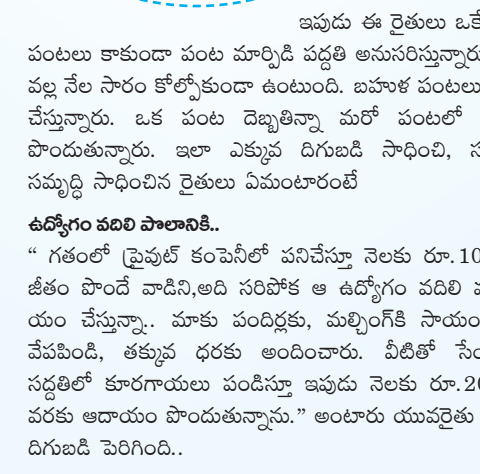 ఇపుడు ఈ రైతులు ఒకే
పంటలు కాకుండా పంట మార్పిడి పద్దతి అనుసరిస్తున్నారు
వల్ల నేల సారం కోల్పోకుండా ఉంటుంది. బహుళ పంటలు
చేస్తున్నారు. ఒక పంట దెబ్బతిన్నా మరో పంటలో
పొందుతున్నారు. ఇలా ఎక్కువ దిగుబడి సాధించి,
సమృద్ధి సాధించిన రైతులు ఏమంటారంటే
ఉద్యోగం వదిలి పొలానికి..
“ గతంలో ప్రైవుట్ కంపెనీలో పనిచేస్తూ నెలకు రూ.10
జీతం పొందే వాడిని,అది సరిపోక ఆ ఉద్యోగం వదిలి
యం చేస్తున్నా.. మాకు పందిర్లకు, మల్చింగ్‌కి సాయం
వేపపిండి, తక్కువ ధరకు అందించారు. వీటితో
సద్దతిలో కూరగాయలు పండిస్తూ ఇపుడు నెలకు రూ.20
వరకు ఆదాయం పొందుతున్నాను.” అంటారు యువరైతు
దిగుబడి పెరిగింది..